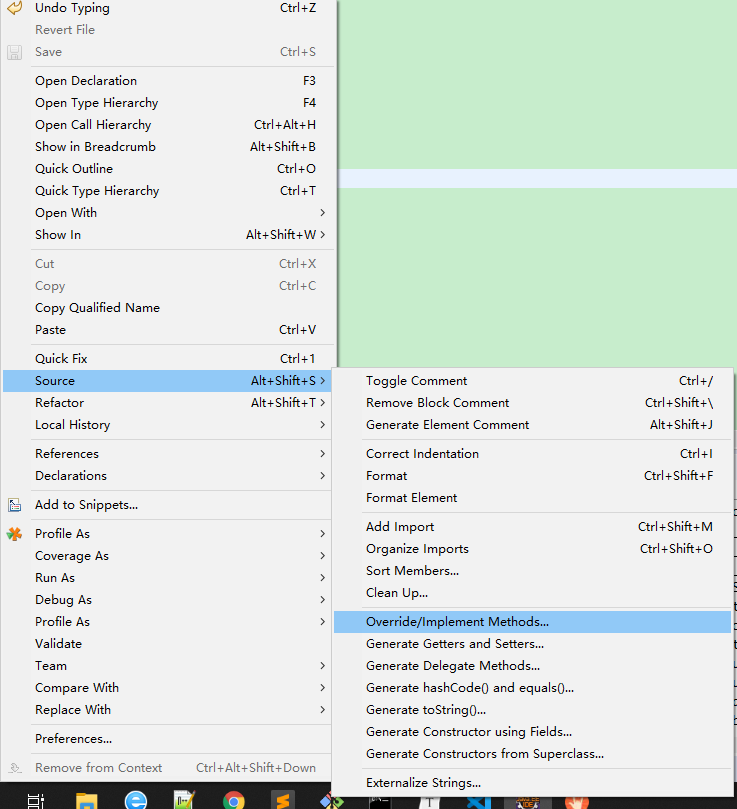 Undo Typing Ctrl+Z
Revert File
Save Ctrl+S
Open Declaration F3
Open Type Hierarchy F4
Open Call Hierarchy Ctrl+Alt+H
Show in Breadcrumb Alt+Shift+B
Quick Outline Ctrl+O
Quick Type Hierarchy Ctrl+T
Open With
Show In Alt+Shift+W
Cut Ctrl+X
Copy Ctrl+C
Copy Qualified Name
Paste Ctrl+V
Quick Fix Ctrl+1
Source Alt+Shift+S
Refactor Alt+Shift+T
Local History
References
Declarations
Add to Snippets...
Profile As
Coverage As
Run As
Debug As
Profile As
Validate
Team
Compare With
Replace With
Preferences...
Remove from Context Ctrl+Alt+Shift+Down
Toggle Comment Ctrl+/
Remove Block Comment Ctrl+Shift+\
Generate Element Comment Alt+Shift+J
Correct Indentation Ctrl+I
Format Ctrl+Shift+F
Format Element
Add Import Ctrl+Shift+M
Organize Imports Ctrl+Shift+O
Sort Members...
Clean Up...
Override/Implement Methods...
Generate Getters and Setters...
Generate Delegate Methods...
Generate hashCode() and equals()...
Generate toString()...
Generate Constructor using Fields...
Generate Constructors from Superclass...
Externalize Strings...